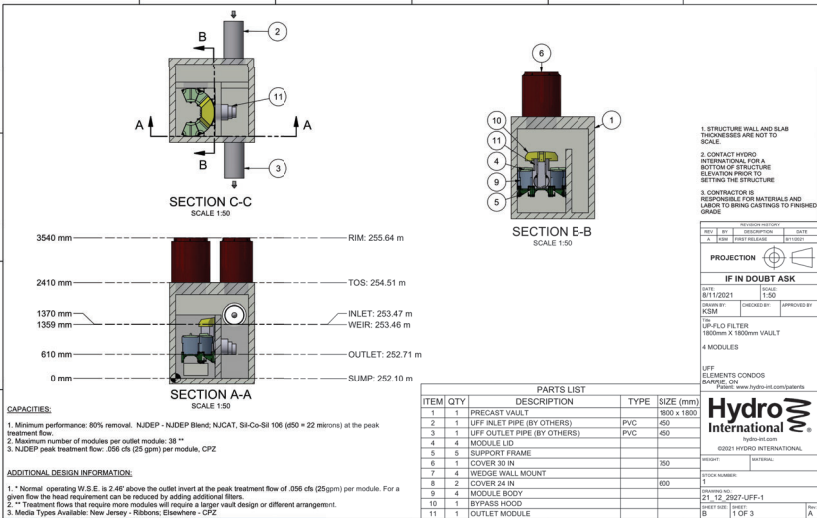 2
B
11
A
A
B
3
SECTION C-C
SCALE 1:50
6
10
1
11
4
9
5
SECTION E-B
SCALE 1:50
3540 mm
RIM: 255.64 m
2410 mm
TOS: 254.51 m
1370 mm
INLET: 253.47 m
1359 mm
WEIR: 253.46 m
610 mm
OUTLET: 252.71 m
0 mm
SUMP: 252.10 m
SECTION A-A
SCALE 1:50
CAPACITIES:
1. Minimum performance: 80% removal. NJDEP - NJDEP Blend; NJCAT, Sil-Co-Sil 106 (d50 = 22 microns) at the peak
treatment flow.
2. Maximum number of modules per outlet module: 38 **
3. NJDEP peak treatment flow: .056 cfs (25 gpm) per module, CPZ
ADDITIONAL DESIGN INFORMATION:
1. * Normal operating W.S.E. is 2.46' above the outlet invert at the peak treatment flow of .056 cfs (25gpm) per module. For a
given flow the head requirement can be reduced by adding additional filters.
2. ** Treatment flows that require more modules will require a larger vault design or different arrangement.
3. Media Types Available: New Jersey - Ribbons; Elsewhere - CPZ
PARTS LIST
ITEM QTY DESCRIPTION TYPE SIZE (mm)
1 1 PRECAST VAULT 1800 x 1800
2 1 UFF INLET PIPE (BY OTHERS) PVC 450
3 1 UFF OUTLET PIPE (BY OTHERS) PVC 450
4 4 MODULE LID
5 5 SUPPORT FRAME
6 1 COVER 30 IN 750
7 4 WEDGE WALL MOUNT
8 2 COVER 24 IN 600
9 4 MODULE BODY
10 1 BYPASS HOOD
11 1 OUTLET MODULE
1. STRUCTURE WALL AND SLAB
THICKNESSES ARE NOT TO
SCALE.
2. CONTACT HYDRO
INTERNATIONAL FOR A
BOTTOM OF STRUCTURE
ELEVATION PRIOR TO
SETTING THE STRUCTURE
3. CONTRACTOR IS
RESPONSIBLE FOR MATERIALS AND
LABOR TO BRING CASTINGS TO FINISHED
GRADE
REVISION HISTORY
REV BY DESCRIPTION DATE
A KSM FIRST RELEASE 8/11/2021
PROJECTION
IF IN DOUBT ASK
DATE: SCALE:
8/11/2021 1:50
DRAWN BY: CHECKED BY: APPROVED BY
KSM
Title:
UP-FLO FILTER
1800mm X 1800mm VAULT
4 MODULES
UFF
ELEMENTS CONDOS
BARRIE, ON
Patent: www.hydro-int.com/patents
Hydro
International ®
hydro-int.com
©2021 HYDRO INTERNATIONAL
WEIGHT: MATERIAL:
STOCK NUMBER:
1
DRAWING NO.:
21_12_2927-UFF-1
SHEET SIZE: SHEET: Rev:
B 1 OF 3 A